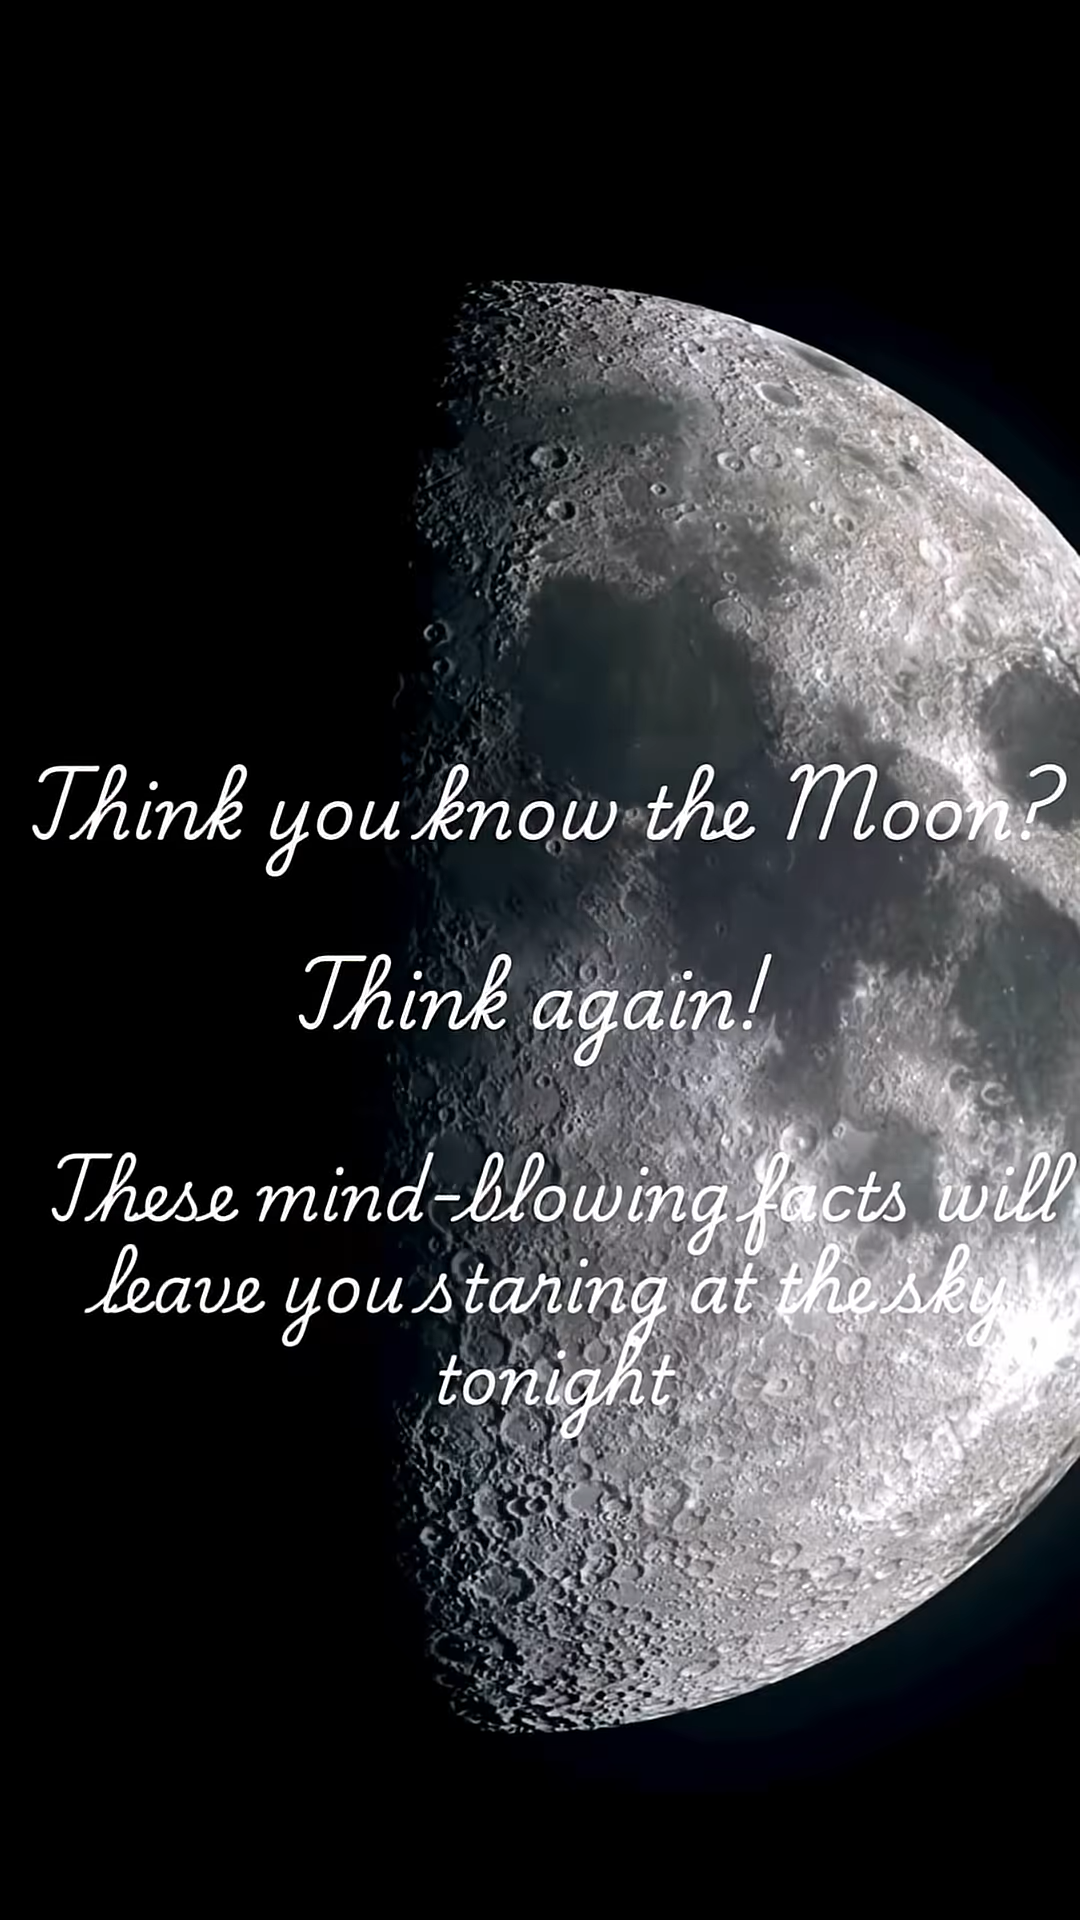 Think you know the Moon?
Think again!
These mind-blowing facts will
leave you staring at the sky
tonight